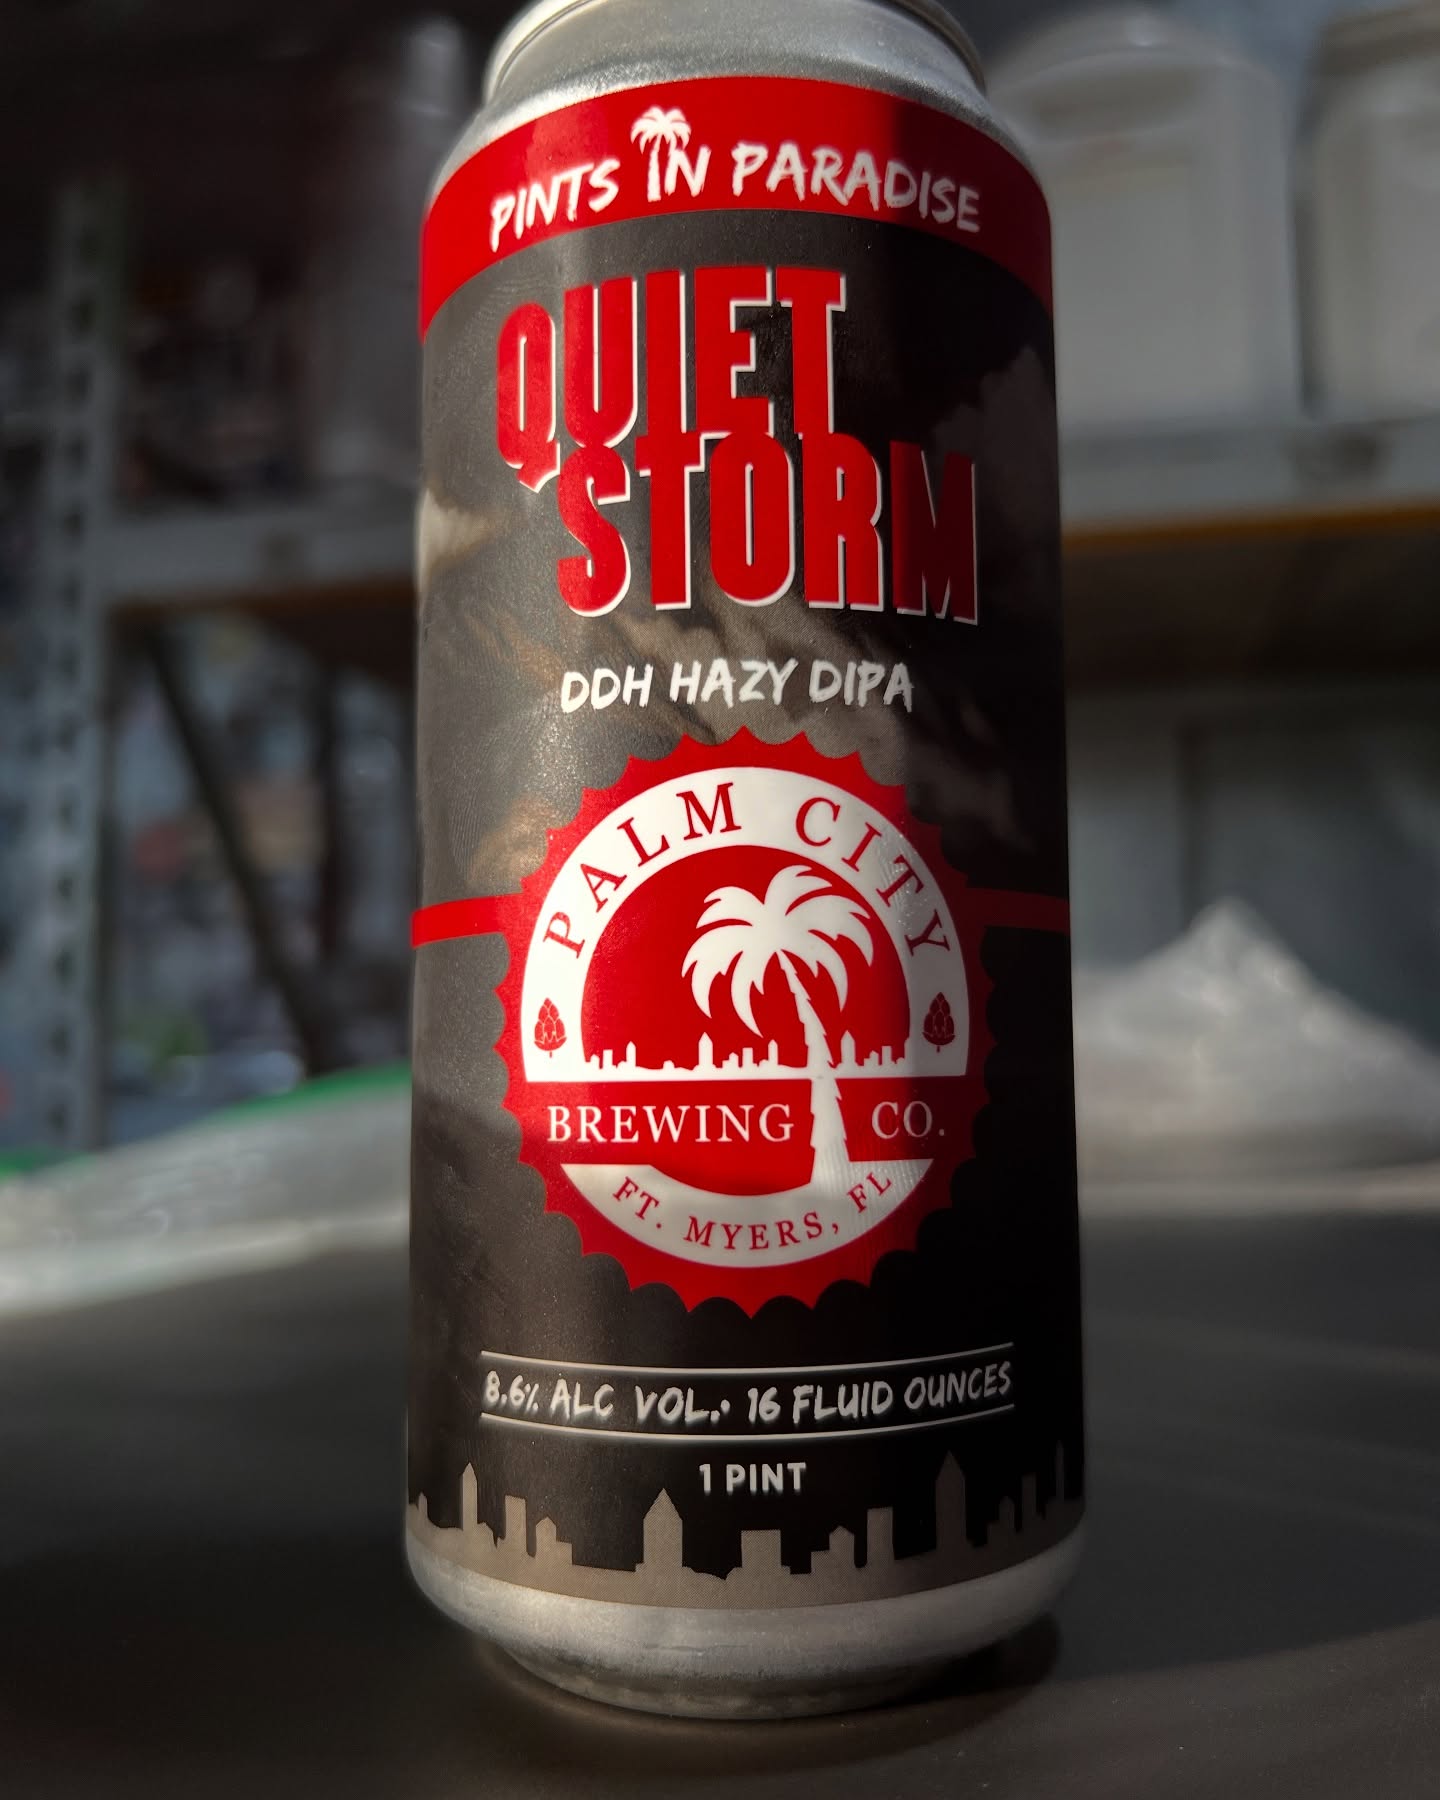 PINTS IN PARADISE
QUIET
STORM
DDH HAZY DIPA
PALM CITY
BREWING CO.
FT. MYERS, FL
8.6% ALC VOL.· 16 FLUID OUNCES
1 PINT